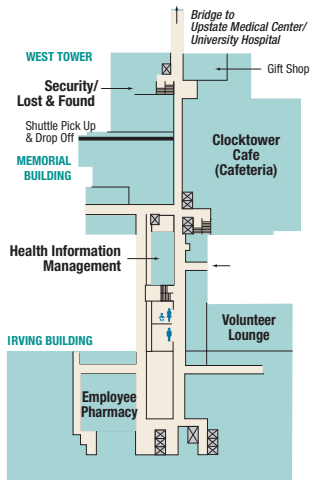 Bridge to
Upstate Medical Center/
University Hospital
WEST TOWER
Gift Shop
Security/
Lost & Found
Shuttle Pick Up
& Drop Off
Clocktower
Cafe
(Cafeteria)
MEMORIAL
BUILDING
Health Information
Management
Volunteer
Lounge
IRVING BUILDING
Employee
Pharmacy